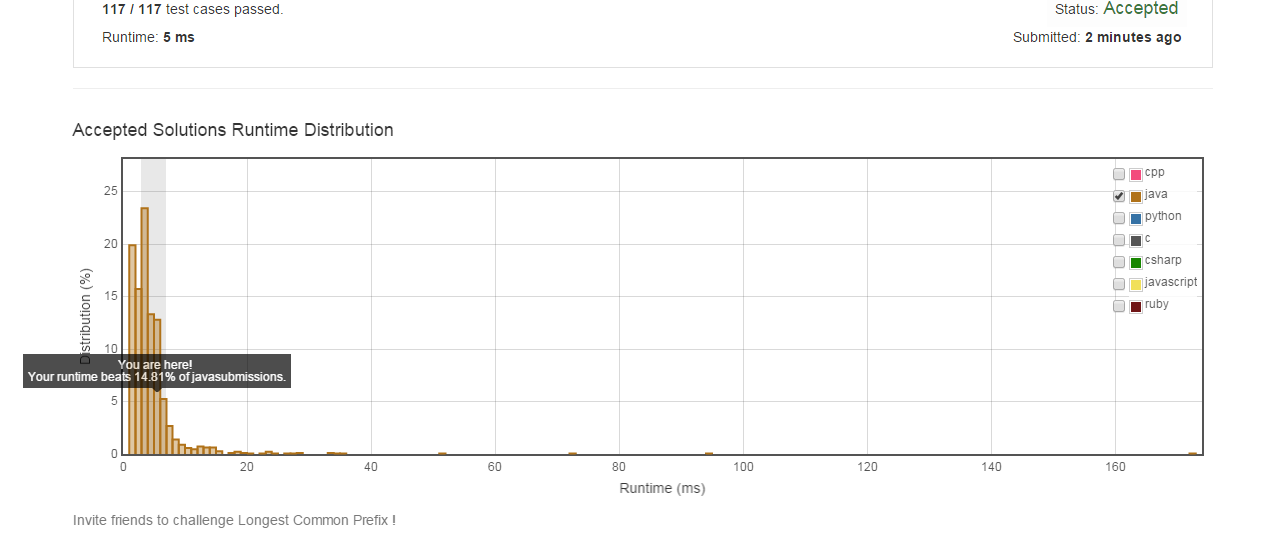 117 / 117 test cases passed.
Status: Accepted
Runtime: 5 ms
Submitted: 2 minutes ago
Accepted Solutions Runtime Distribution
cpp
java
python
c
csharp
javascript
ruby
25
20
15
10
5
0
Distribution (%)
You are here!
Your runtime beats 14.81% of javasubmissions.
0 20 40 60 80 100 120 140 160
Runtime (ms)
Invite friends to challenge Longest Common Prefix !